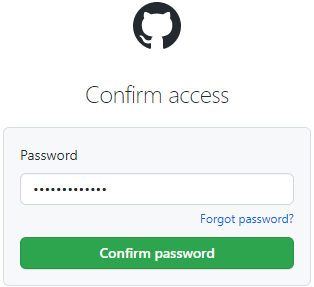 Confirm access
Password
•••••••••••••
Forgot password?
Confirm password